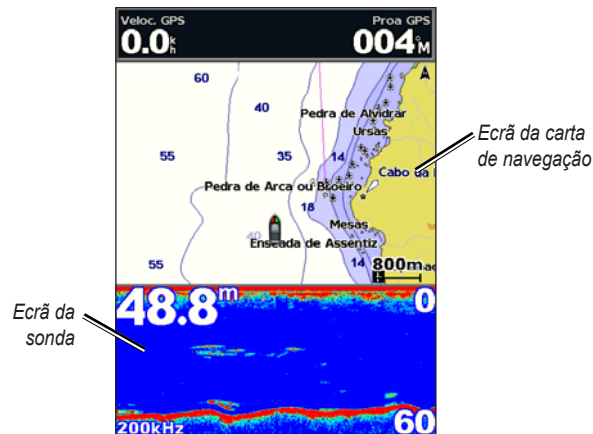 Veloc. GPS
0.0 k/h
Proa GPS
004°M
60
40
Pedra de Alvidrar
Ursas
55
35
14
Cabo da
Pedra de Arca ou Broeiro
18
Mesas
40
Enseada de Assentiz
55
14
800m
Ecrã da carta
de navegação
48.8m
0
Ecrã da
sonda
200kHz
60